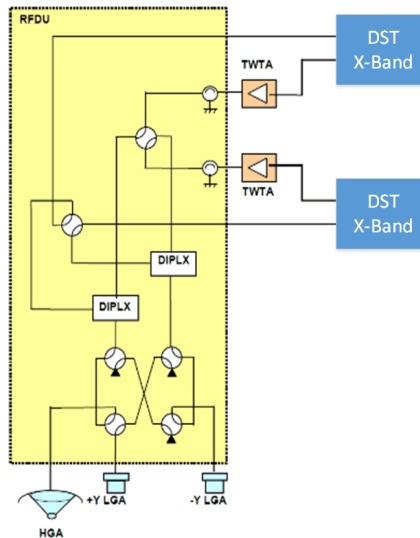 RFDU
DST
X-Band
TWTA
TWTA
DST
X-Band
DIPLX
DIPLX
+Y LGA
-Y LGA
HGA